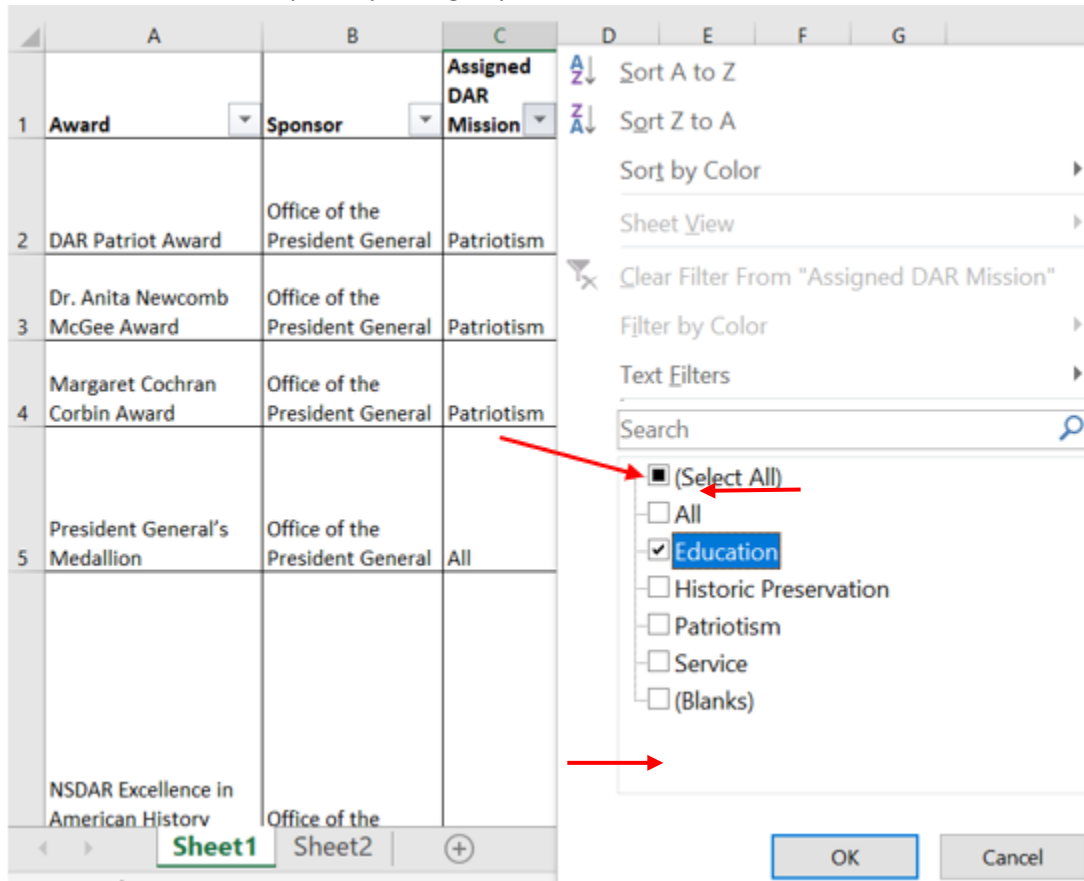 A B C D E F G
1 Award Sponsor Assigned
DAR
Mission
2 DAR Patriot Award Office of the
President General Patriotism
3 Dr. Anita Newcomb
McGee Award Office of the
President General Patriotism
4 Margaret Cochran
Corbin Award Office of the
President General Patriotism
5 President General's
Medallion Office of the
President General All
NSDAR Excellence in
American History Office of the
Sheet1 Sheet2
Sort A to Z
Sort Z to A
Sort by Color
Sheet View
Clear Filter From "Assigned DAR Mission"
Filter by Color
Text Filters
Search
(Select All)
All
Education
Historic Preservation
Patriotism
Service
(Blanks)
OK Cancel